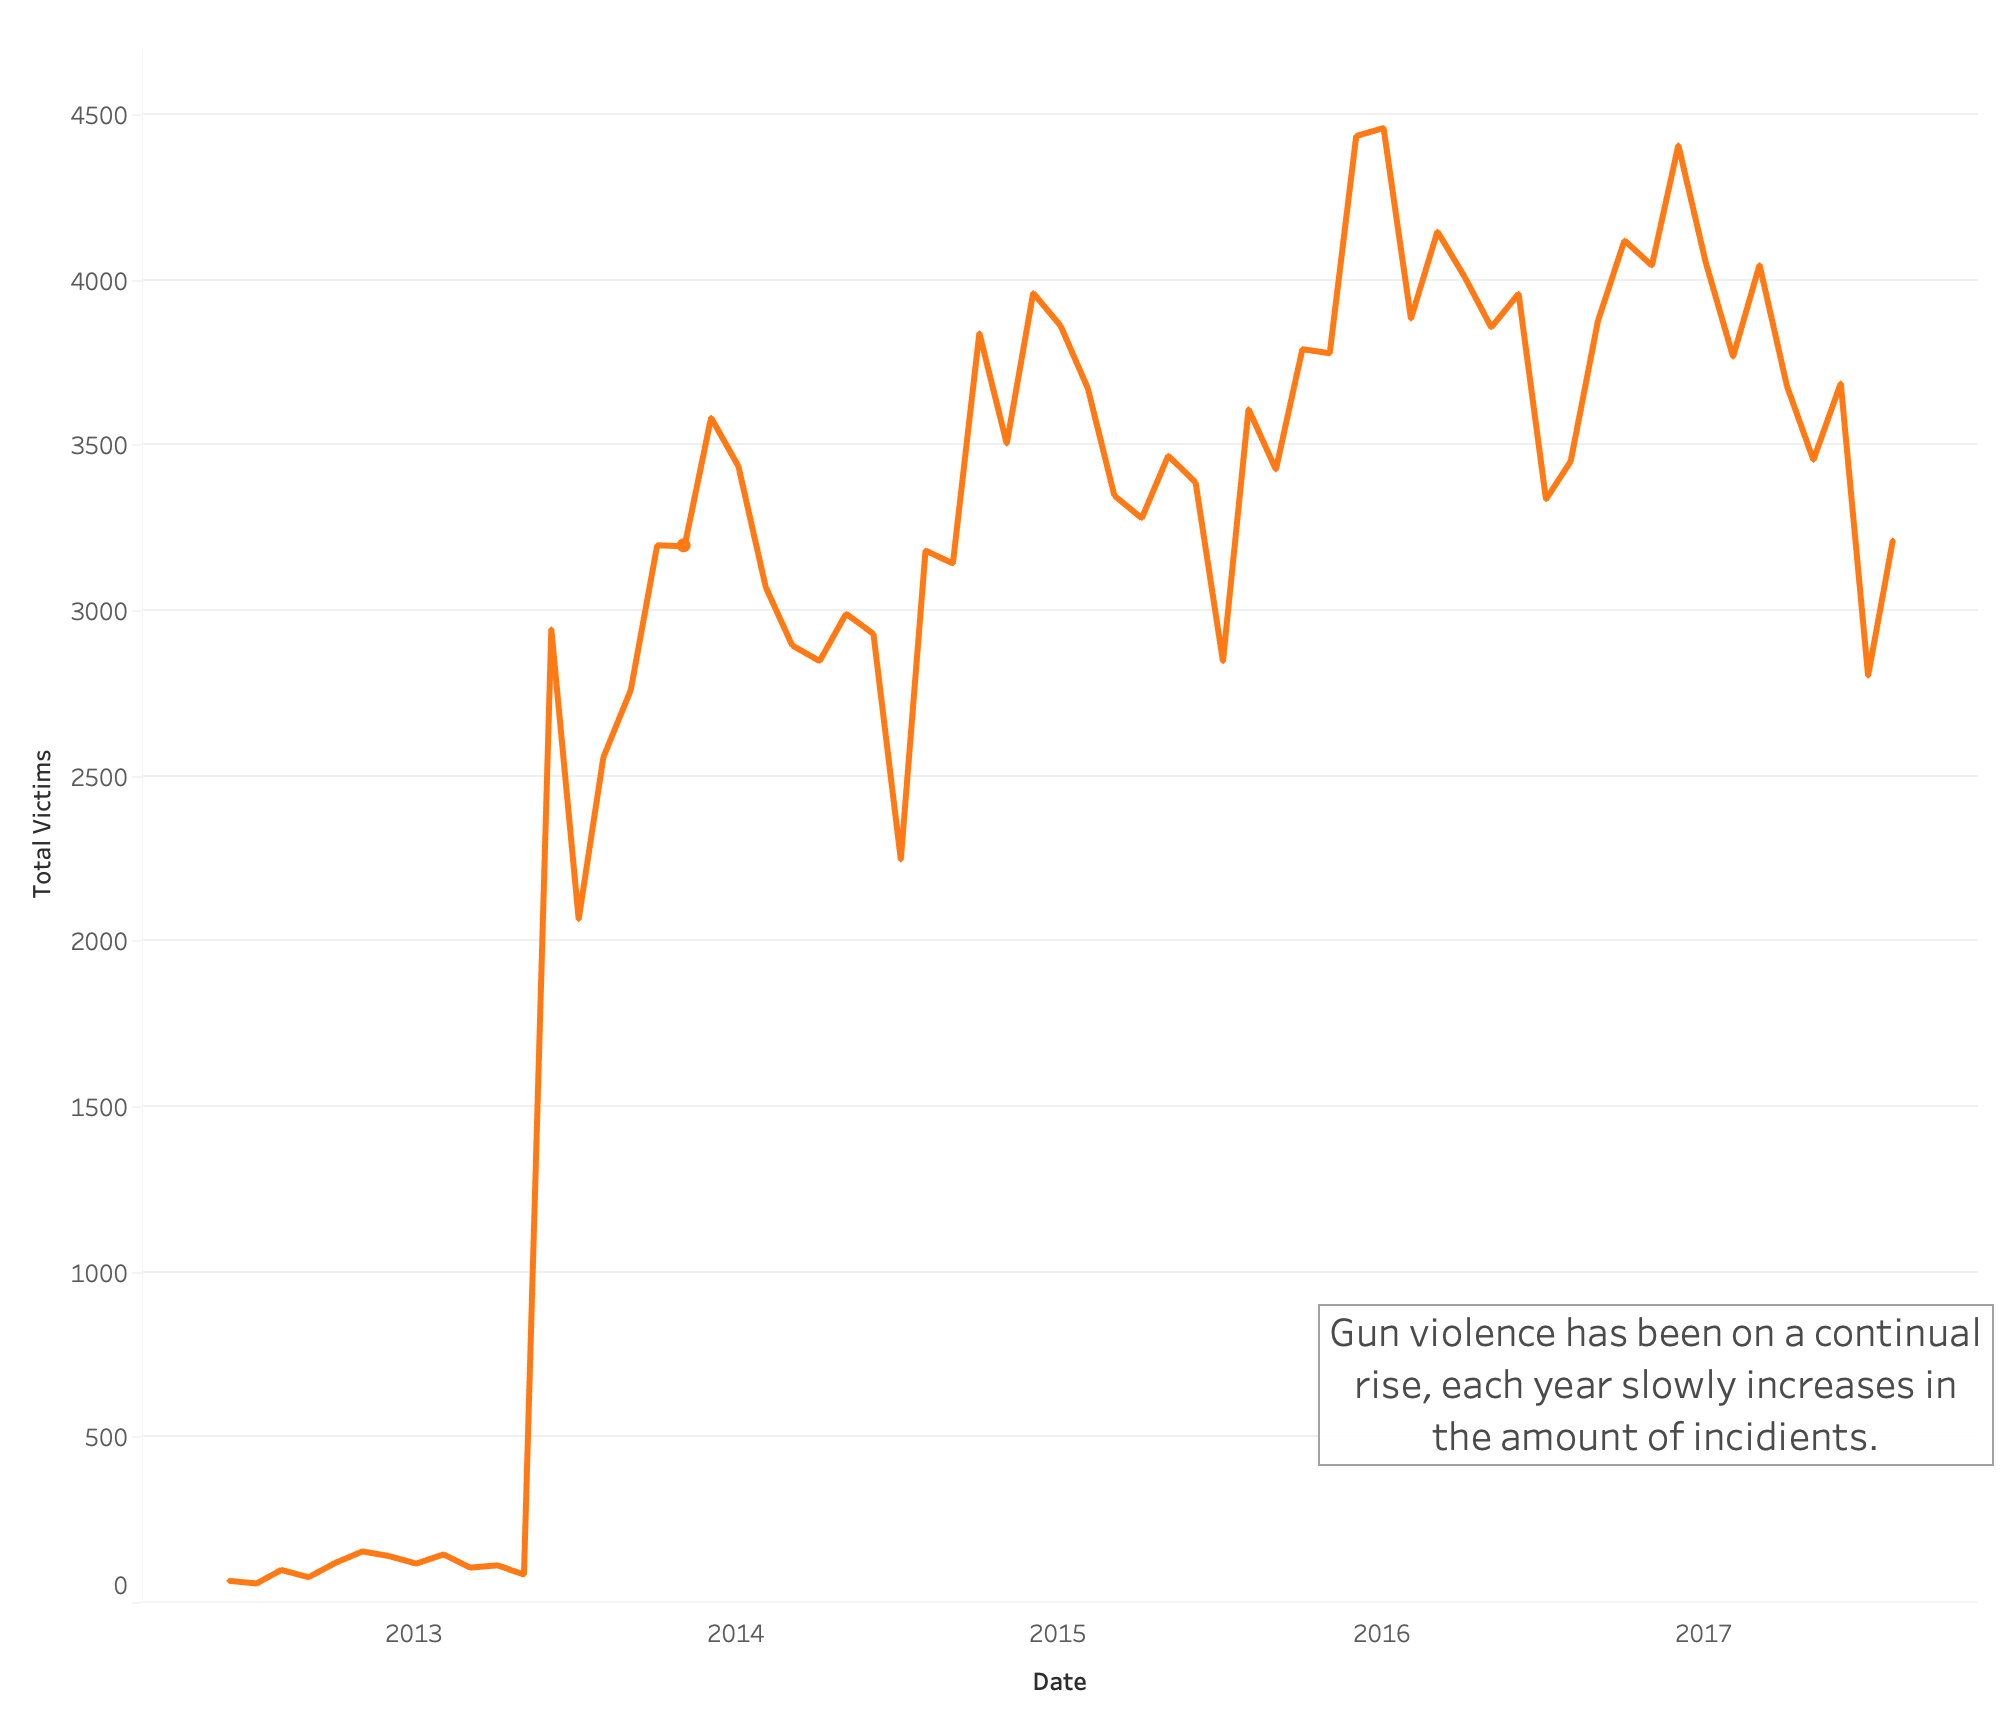 4500
4000
3500
3000
2500
2000
1500
1000
500
0
Total Victims
Gun violence has been on a continual
rise, each year slowly increases in
the amount of incidients.
2013 2014 2015 2016 2017
Date